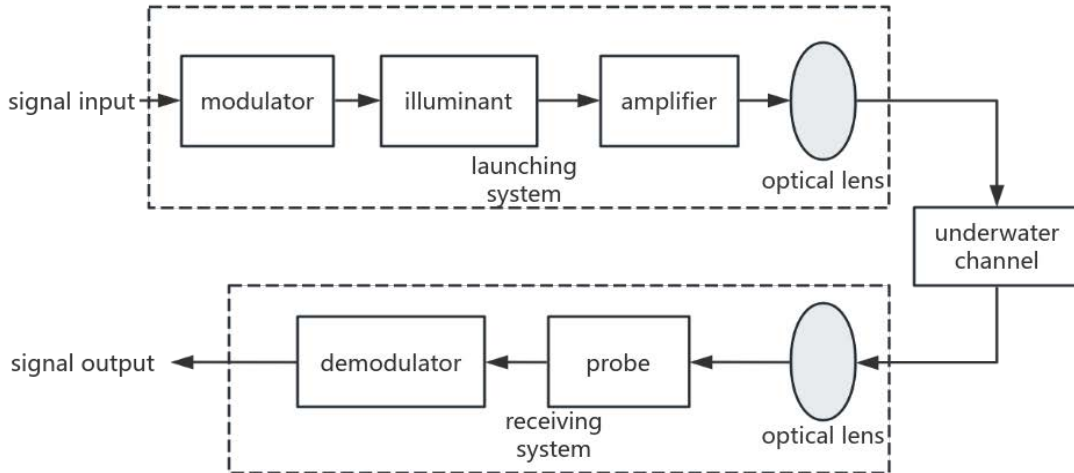 signal input
modulator
illuminant
amplifier
launching
system
optical lens
underwater
channel
signal output
demodulator
probe
receiving
system
optical lens